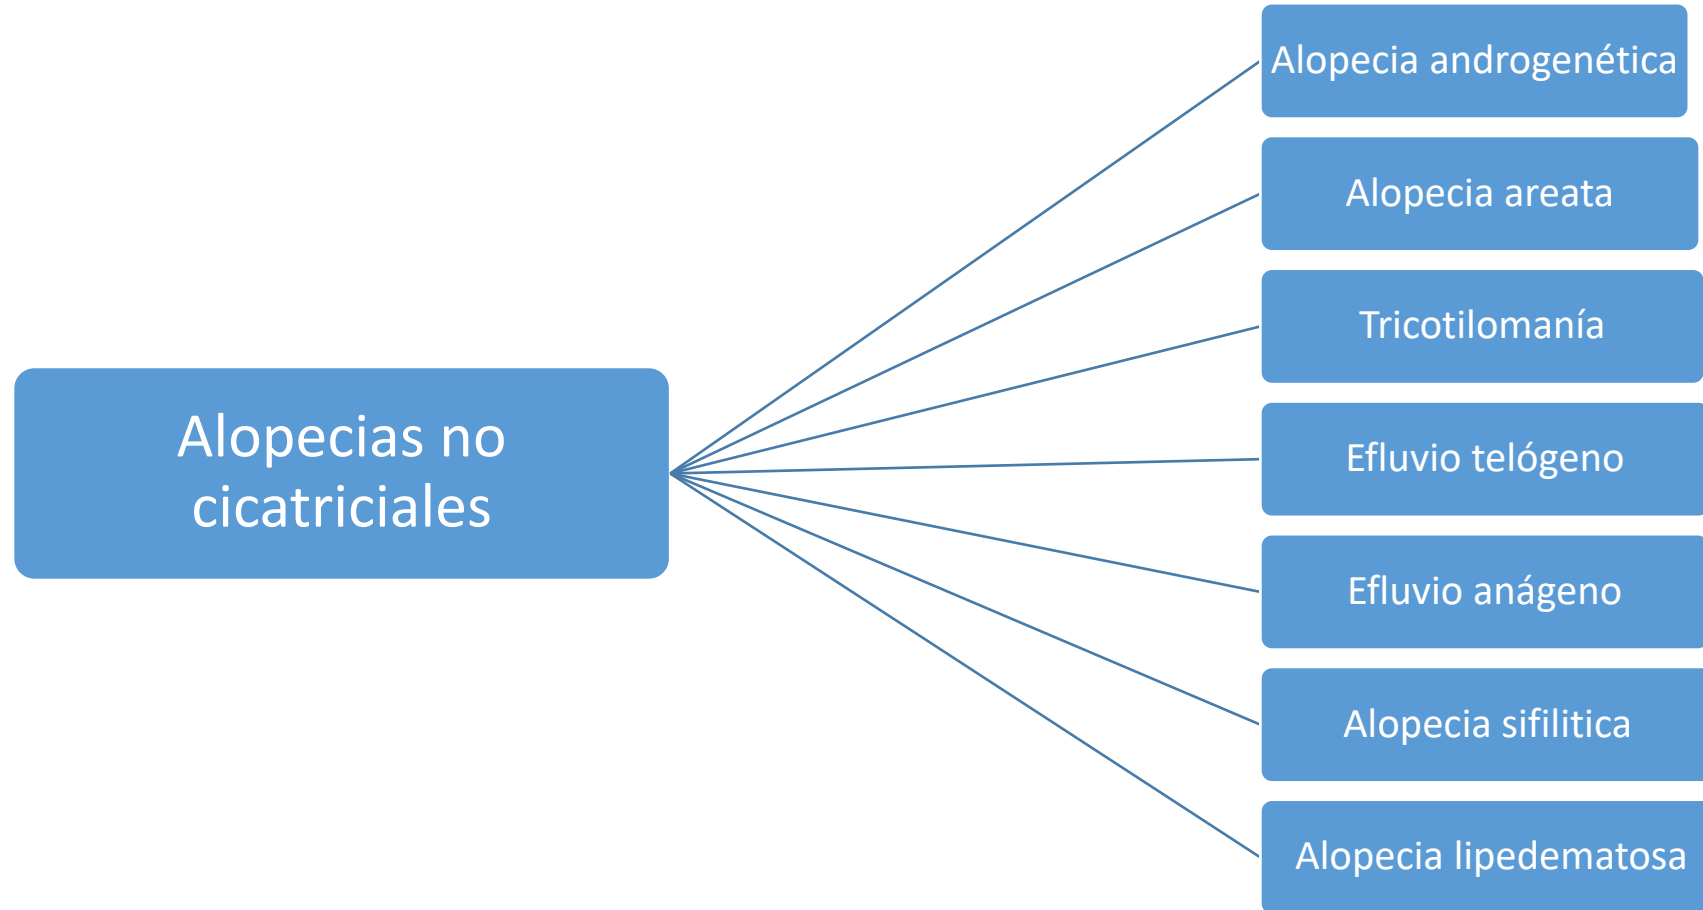 Alopecias no
cicatriciales
Alopecia androgenética
Alopecia areata
Tricotilomanía
Efluvio telógeno
Efluvio anágeno
Alopecia sifilitica
Alopecia lipedematosa